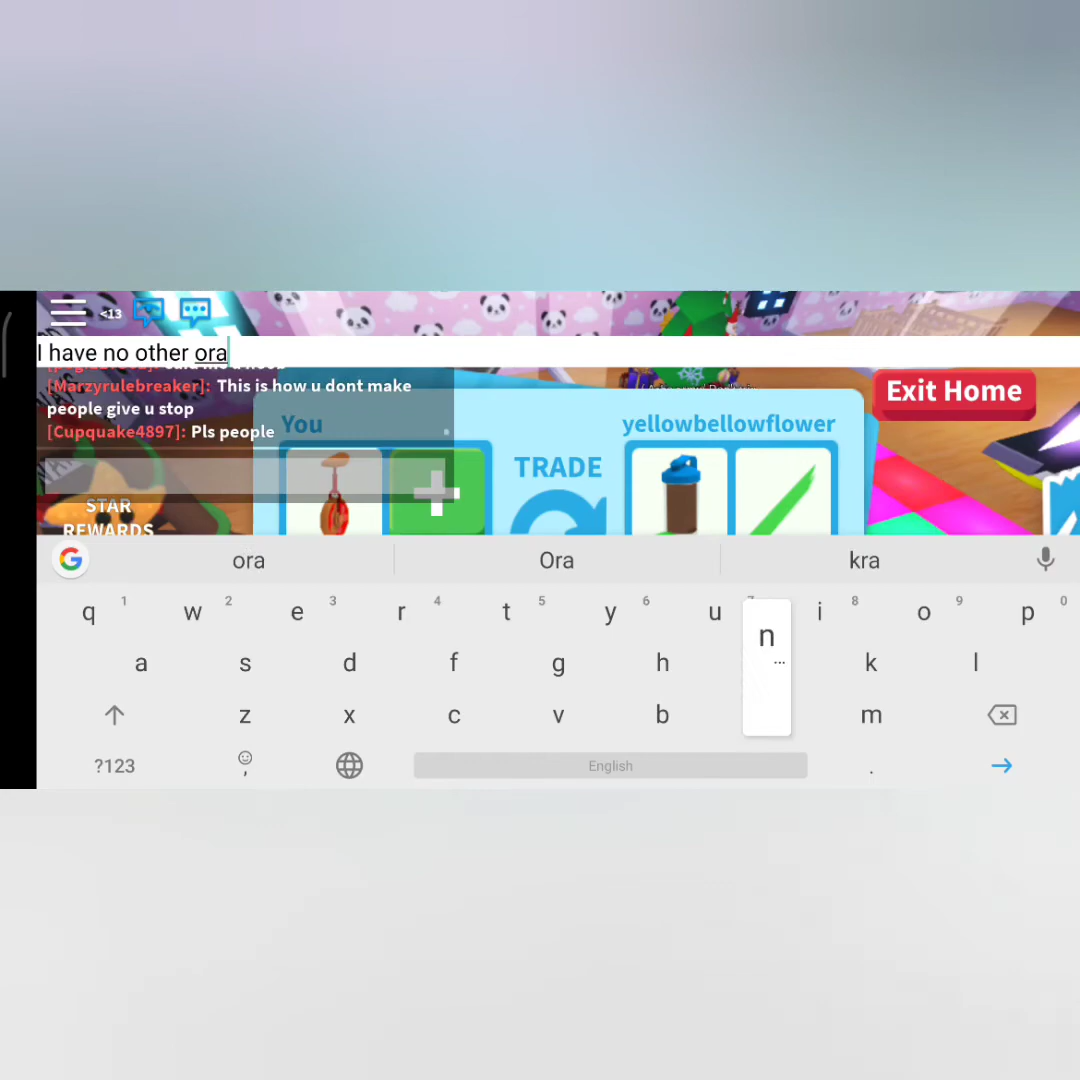 <13
I have no other ora
[Marzyrulebreaker]: This is how u dont make
people give u stop
[Cupquake4897]: Pls people
Exit Home
You
yellowbellowflower
TRADE
STAR
REWARDS
ora Ora kra
q 1 w 2 e 3 r 4 t 5 y 6 u 7 i 8 o 9 p 0
a s d f g h k l
n
...
z x c v b m
?123 , English .